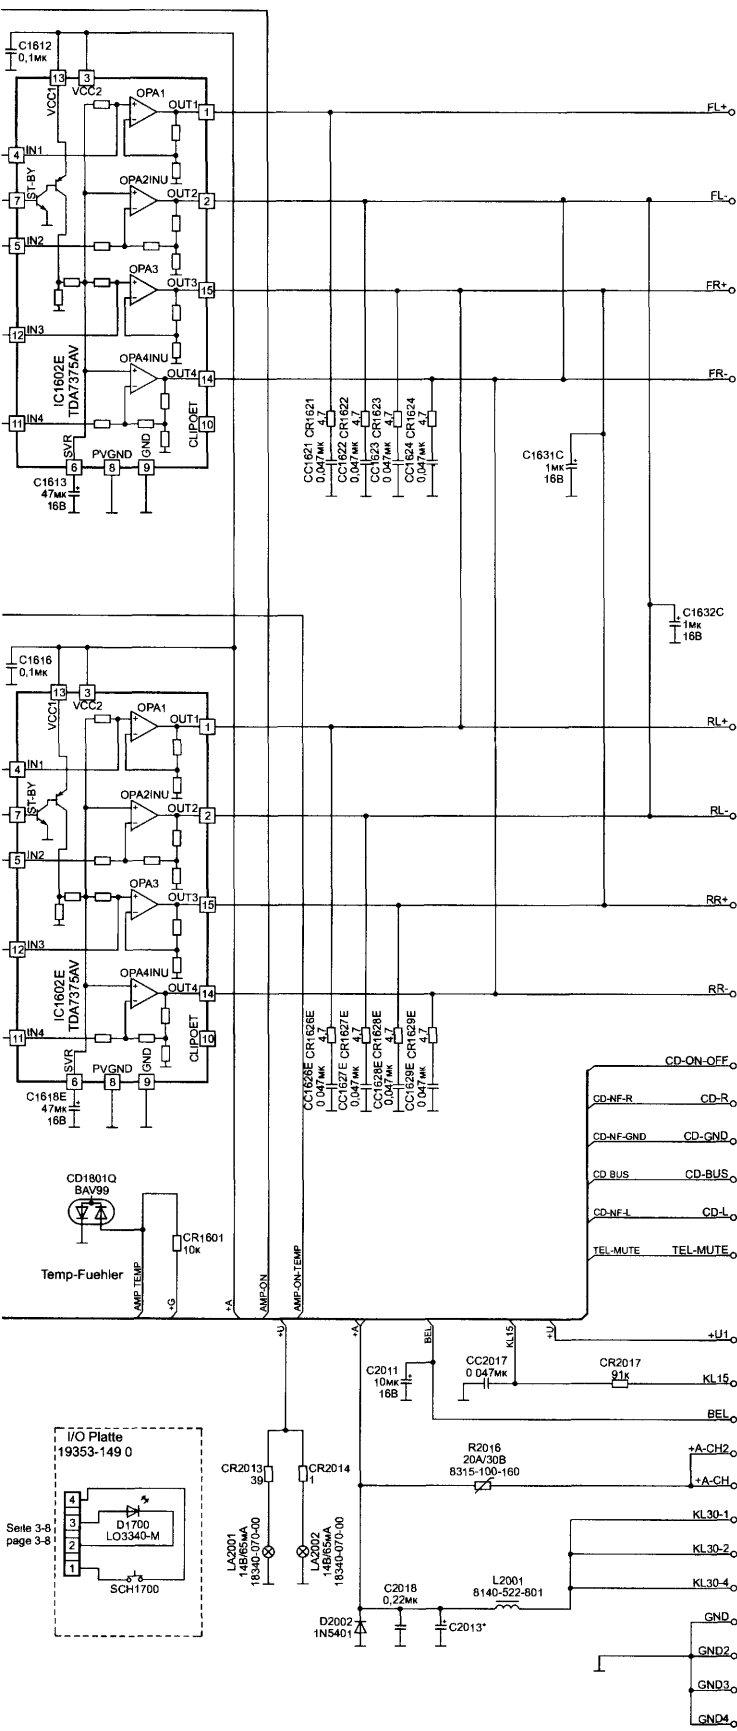 C1612
0,1мк
13
3
VCC1
VCC2
OPA1
OUT1
1
FL+
4
IN1
ST-BY
OPA2INU
OUT2
7
2
FL-
5
IN2
OPA3
OUT3
15
FR+
12
IN3
IC1602E
TDA7375AV
OPA4INU
OUT4
14
FR-
11
IN4
10
CLIPOET
SVR
PVGND
GND
6
8
9
C1613
47мк
16В
CR1621
4,7
CR1622
4,7
CR1623
4,7
CR1624
4,7
CC1621
0,047мк
CC1622
0,047мк
CC1623
0 047мк
CC1624
0,047мк
C1631C
1мк
16В
C1632C
1мк
16В
C1616
0,1мк
13
3
VCC1
VCC2
OPA1
OUT1
1
RL+
4
IN1
ST-BY
OPA2INU
OUT2
7
2
RL-
5
IN2
OPA3
OUT3
15
RR+
12
IN3
IC1602E
TDA7375AV
OPA4INU
OUT4
14
RR-
11
IN4
10
CLIPOET
SVR
PVGND
GND
6
8
9
C1618E
47мк
16В
CR1626E
4,7
CR1627E
4,7
CR1628E
4,7
CR1629E
4,7
CC1626E
0 047мк
CC1627E
0,047мк
CC1628E
0,047мк
CC1629E
0 047мк
CD-ON-OFF
CD-NF-R CD-R
CD-NF-GND CD-GND
CD BUS CD-BUS
CD-NF-L CD-L
TEL-MUTE TEL-MUTE
CD1801Q
BAV99
CR1601
10к
Temp-Fuehler
AMP TEMP
+G
+A
AMP-ON
AMP-ON-TEMP
+U
+A
BEL
KL15
+U
+U1
C2011
10мк
16В
CC2017
0 047мк
CR2017
91к
KL15
BEL
R2016
20A/30В
8315-100-160
+A-CH2
+A-CH
I/O Platte
19353-149 0
4
3
2
1
D1700
LO3340-M
SCH1700
Seite 3-8
page 3-8
CR2013
39
CR2014
1
LA2001
14В/65мА
18340-070-00
LA2002
14В/65мА
18340-070-00
KL30-1
KL30-2
KL30-4
L2001
8140-522-801
C2018
0,22мк
D2002
1N5401
C2013*
GND
GND2
GND3
GND4